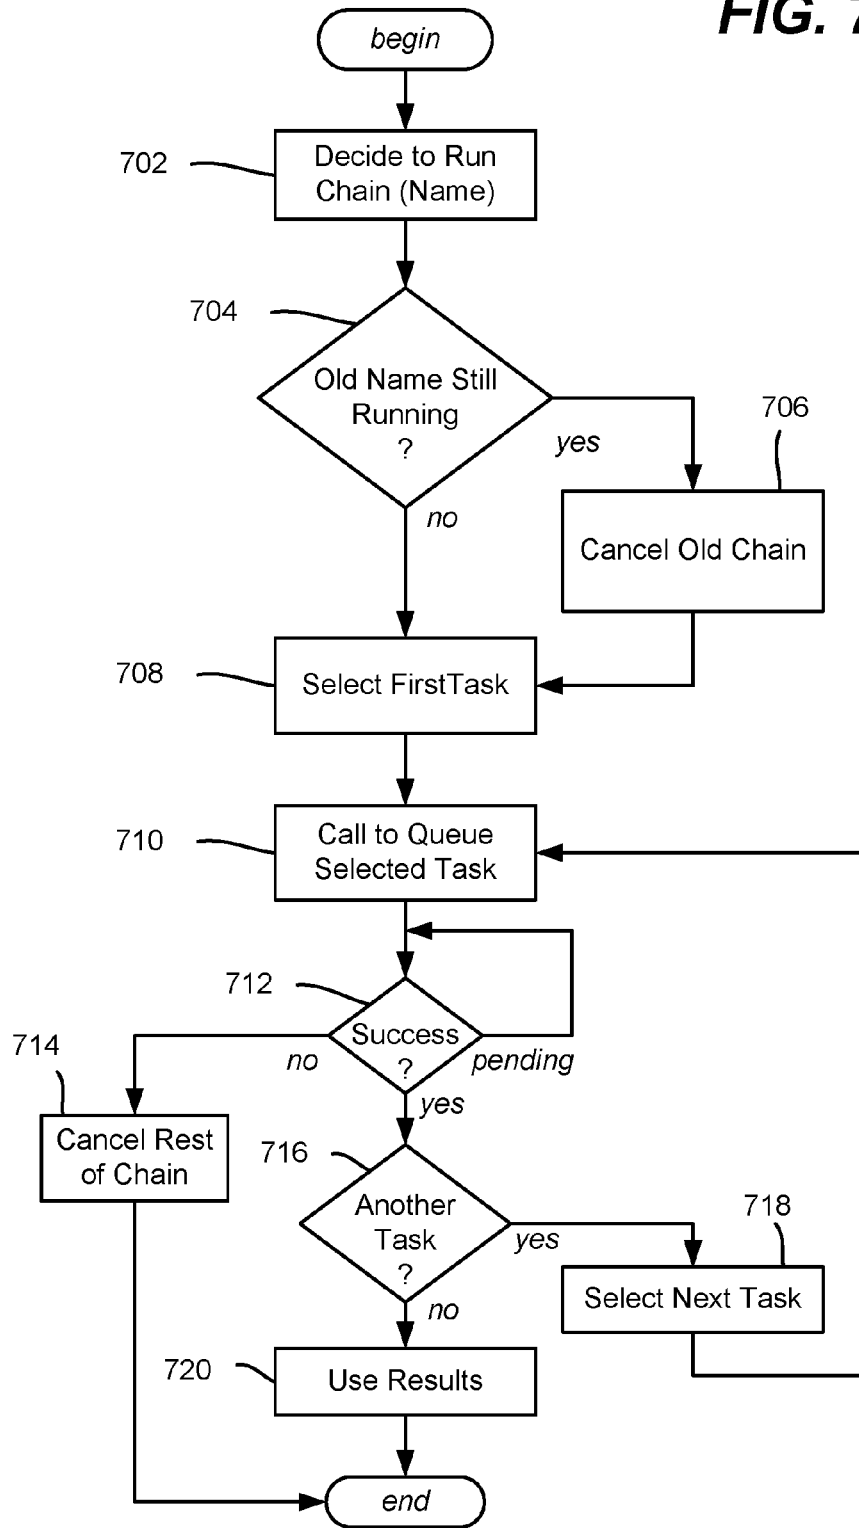 FIG. 7
begin
702
Decide to Run
Chain (Name)
704
Old Name Still
Running
?
yes
706
no
Cancel Old Chain
708
Select FirstTask
710
Call to Queue
Selected Task
712
Success
?
no
pending
yes
714
Cancel Rest
of Chain
716
Another
Task
?
yes
718
no
Select Next Task
720
Use Results
end